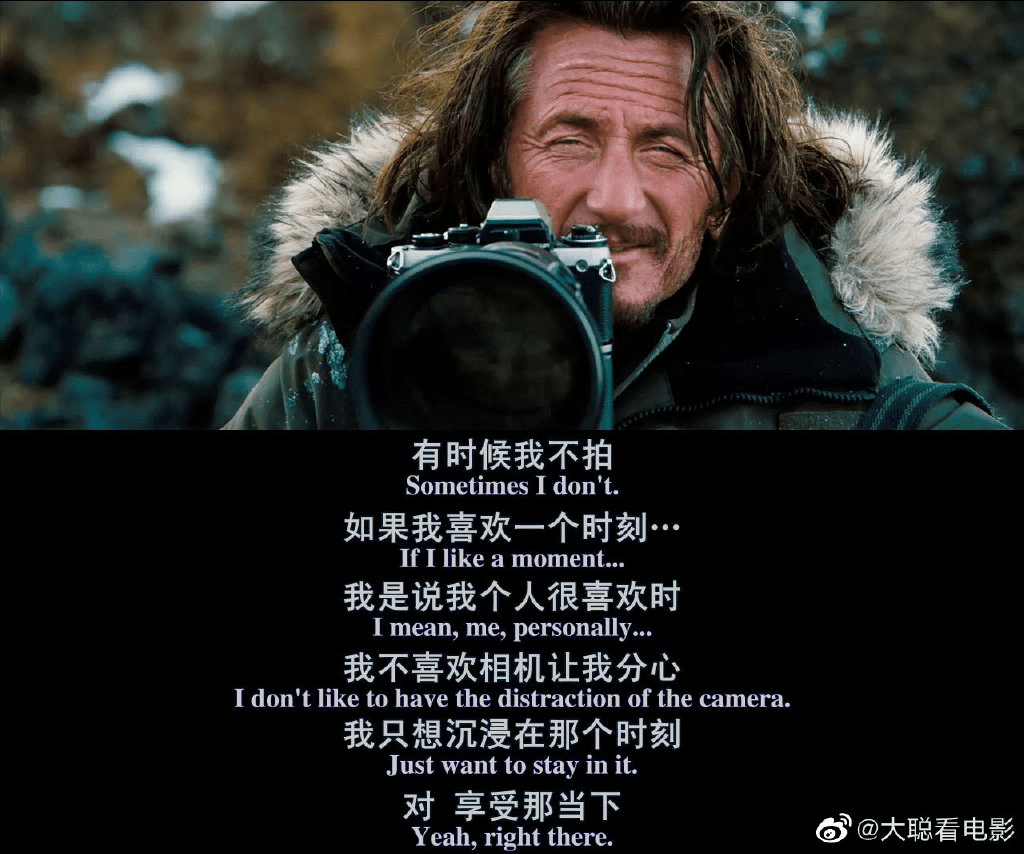 有时候我不拍
Sometimes I don't.
如果我喜欢一个时刻…
If I like a moment...
我是说我个人很喜欢时
I mean, me, personally...
我不喜欢相机让我分心
I don't like to have the distraction of the camera.
我只想沉浸在那个时刻
Just want to stay in it.
对 享受那当下
Yeah, right there.
@大聪看电影